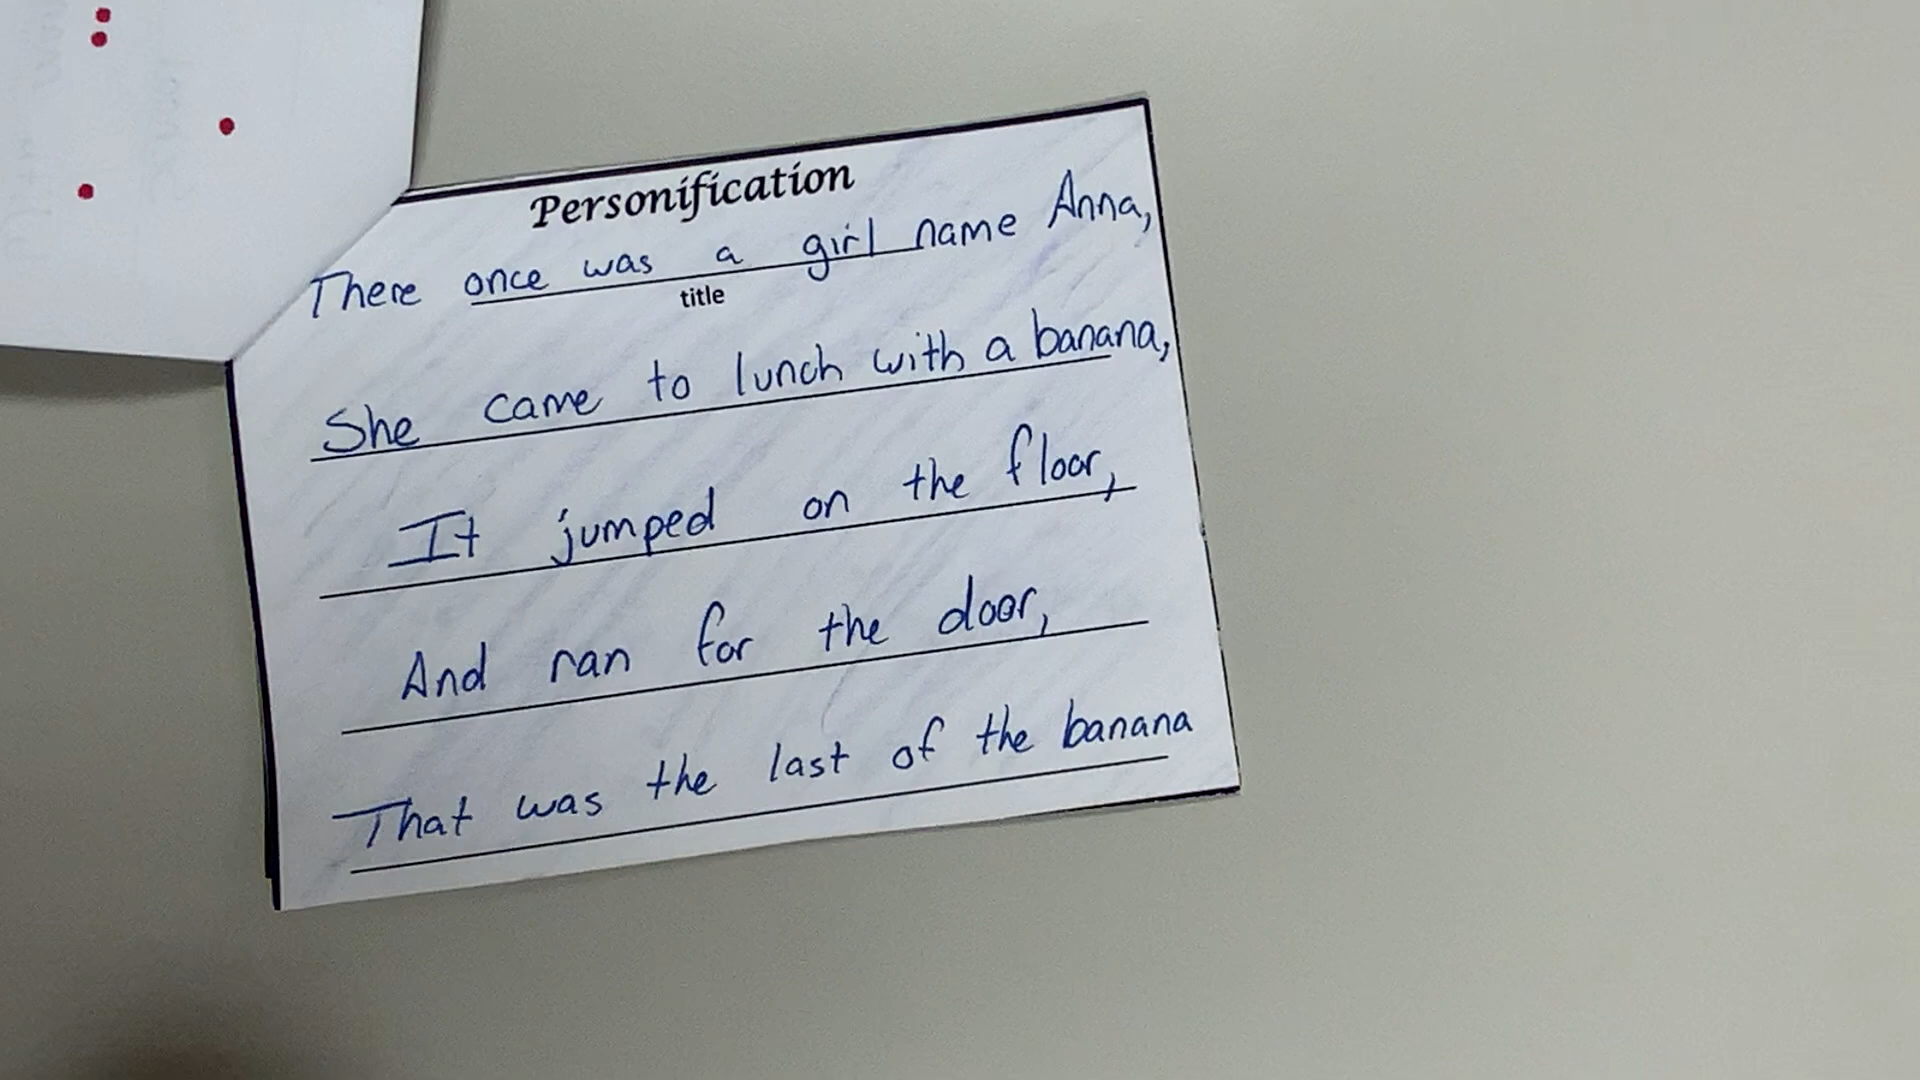 Personification
There once was a girl name Anna,
title
She came to lunch with a banana,
It jumped on the floor,
And ran for the door,
That was the last of the banana